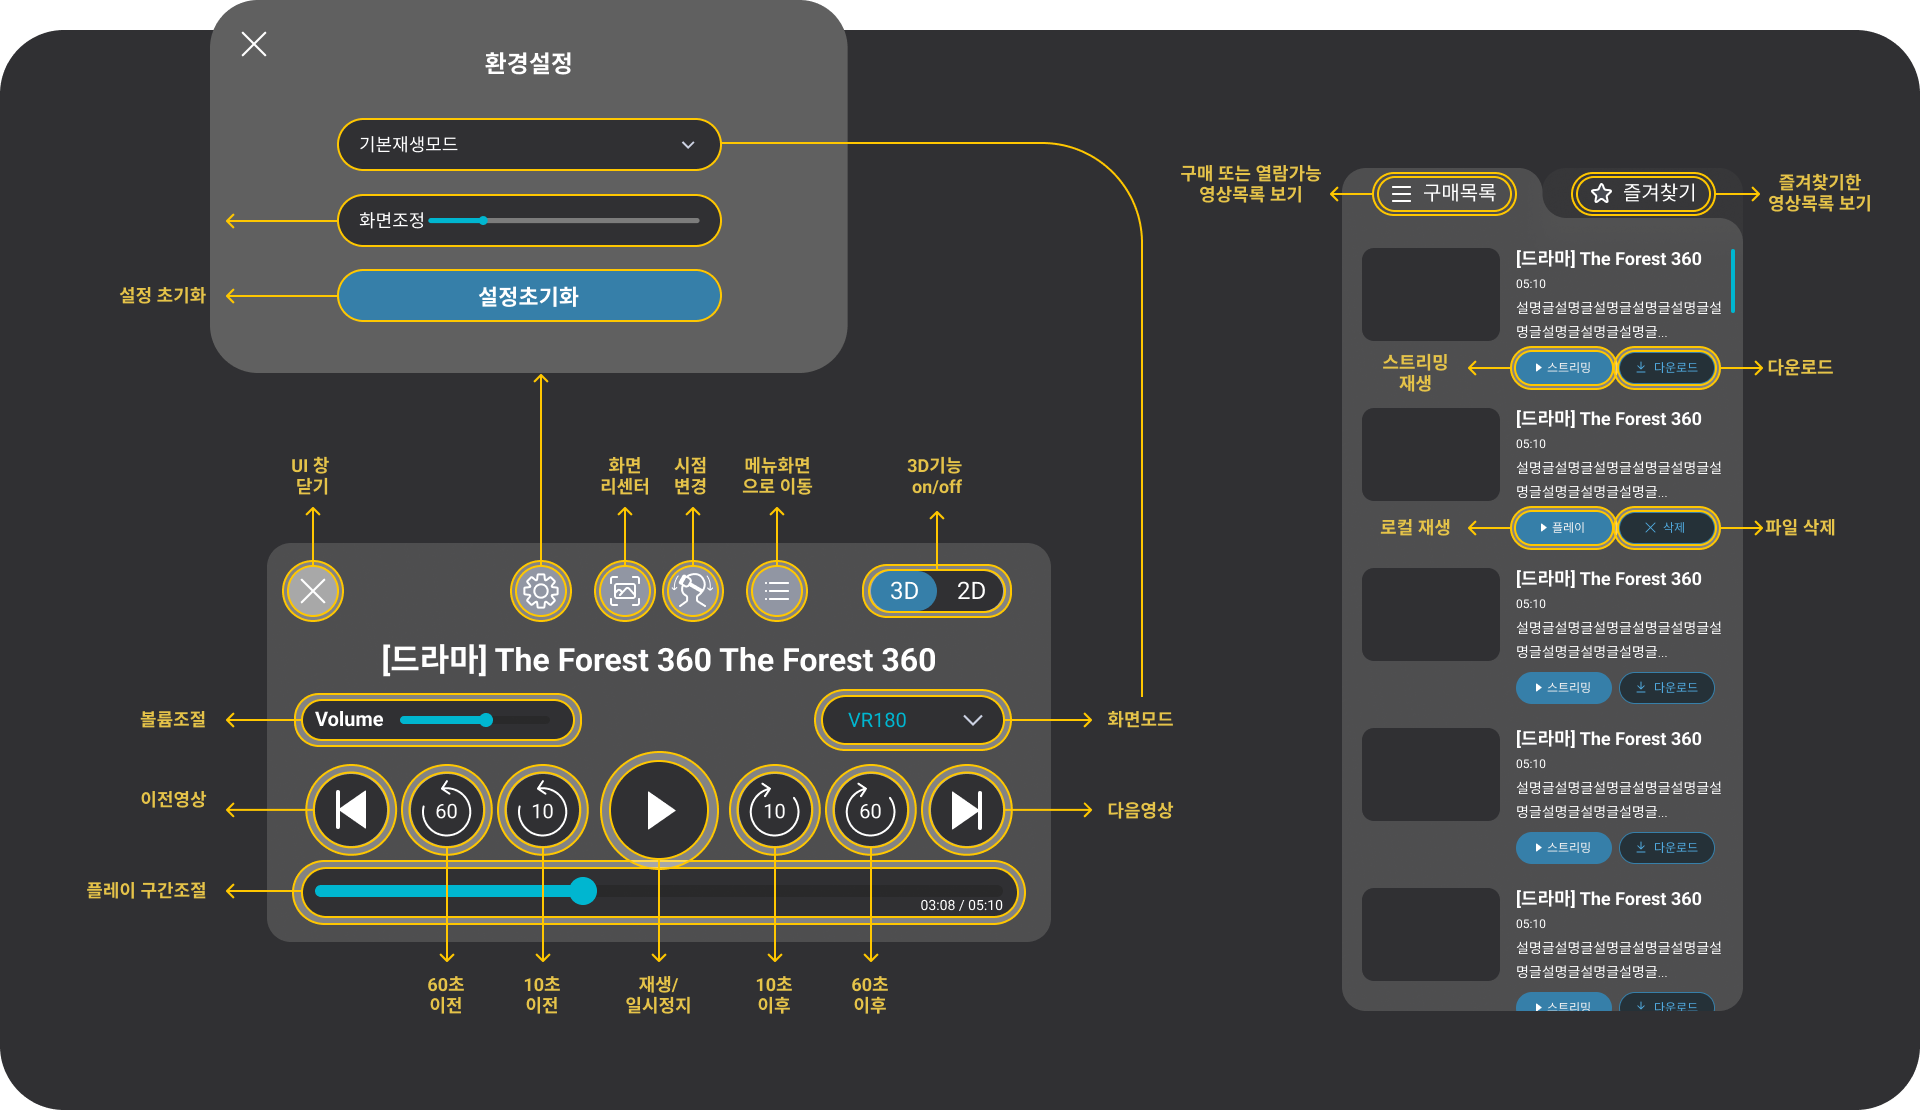 환경설정
기본재생모드
화면조정
설정 초기화
설정초기화
UI 창
닫기
화면
리센터
시점
변경
메뉴화면
으로 이동
3D기능
on/off
3D
2D
[드라마] The Forest 360 The Forest 360
볼륨조절
Volume
VR180
화면모드
이전영상
60
10
10
60
다음영상
플레이 구간조절
03:08 / 05:10
60초
이전
10초
이전
재생/
일시정지
10초
이후
60초
이후
구매 또는 열람가능
영상목록 보기
구매목록
즐겨찾기
즐겨찾기한
영상목록 보기
[드라마] The Forest 360
05:10
설명글설명글설명글설명글설명글설
명글설명글설명글설명글...
스트리밍
재생
스트리밍
다운로드
다운로드
[드라마] The Forest 360
05:10
설명글설명글설명글설명글설명글설
명글설명글설명글설명글...
로컬 재생
플레이
삭제
파일 삭제
[드라마] The Forest 360
05:10
설명글설명글설명글설명글설명글설
명글설명글설명글설명글...
스트리밍
다운로드
[드라마] The Forest 360
05:10
설명글설명글설명글설명글설명글설
명글설명글설명글설명글...
스트리밍
다운로드
[드라마] The Forest 360
05:10
설명글설명글설명글설명글설명글설
명글설명글설명글설명글...
스트리밍
다운로드